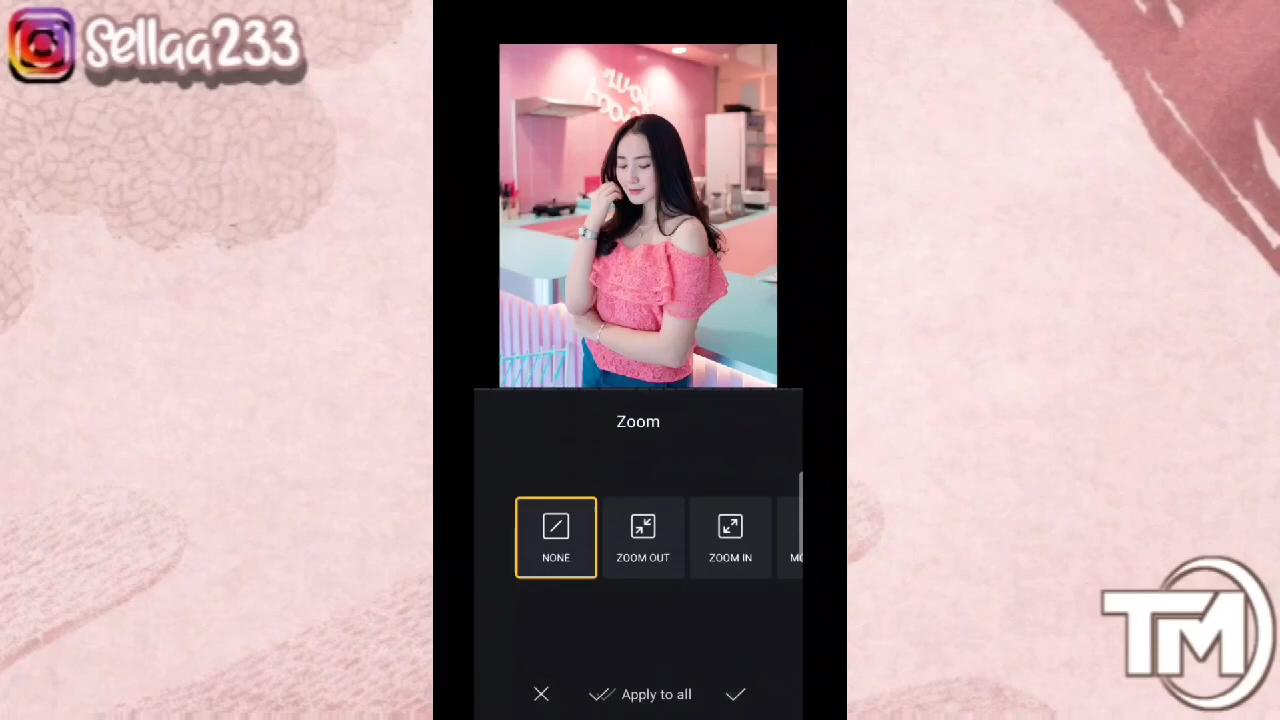 Sellaa233
Zoom
NONE
ZOOM OUT
ZOOM IN
Apply to all
TM